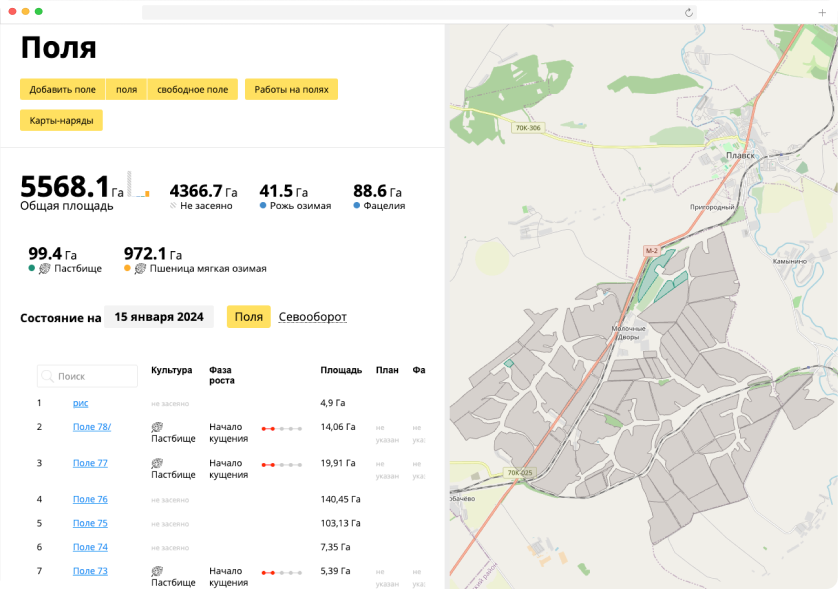 Поля
Добавить поле
поля
свободное поле
Работы на полях
Карты-наряды
5568.1 Га
Общая площадь
4366.7 Га
Не засеяно
41.5 Га
Рожь озимая
88.6 Га
Фацелия
99.4 Га
Пастбище
972.1 Га
Пшеница мягкая озимая
Состояние на 15 января 2024 Поля Севооборот
Поиск Культура Фаза роста Площадь План Фа
1 рис не засеяно 4,9 Га
2 Поле 78/ Пастбище Начало кущения 14,06 Га не указан не ука:
3 Поле 77 Пастбище Начало кущения 19,91 Га не указан не ука:
4 Поле 76 не засеяно 140,45 Га
5 Поле 75 не засеяно 103,13 Га
6 Поле 74 не засеяно 7,35 Га
7 Поле 73 Пастбище Начало кущения 5,39 Га не указан не ука:
70К-306
Плавск
Пригородный
М-2
Камынино
Молочные
Дворы
70К-025
бачёво
ский район